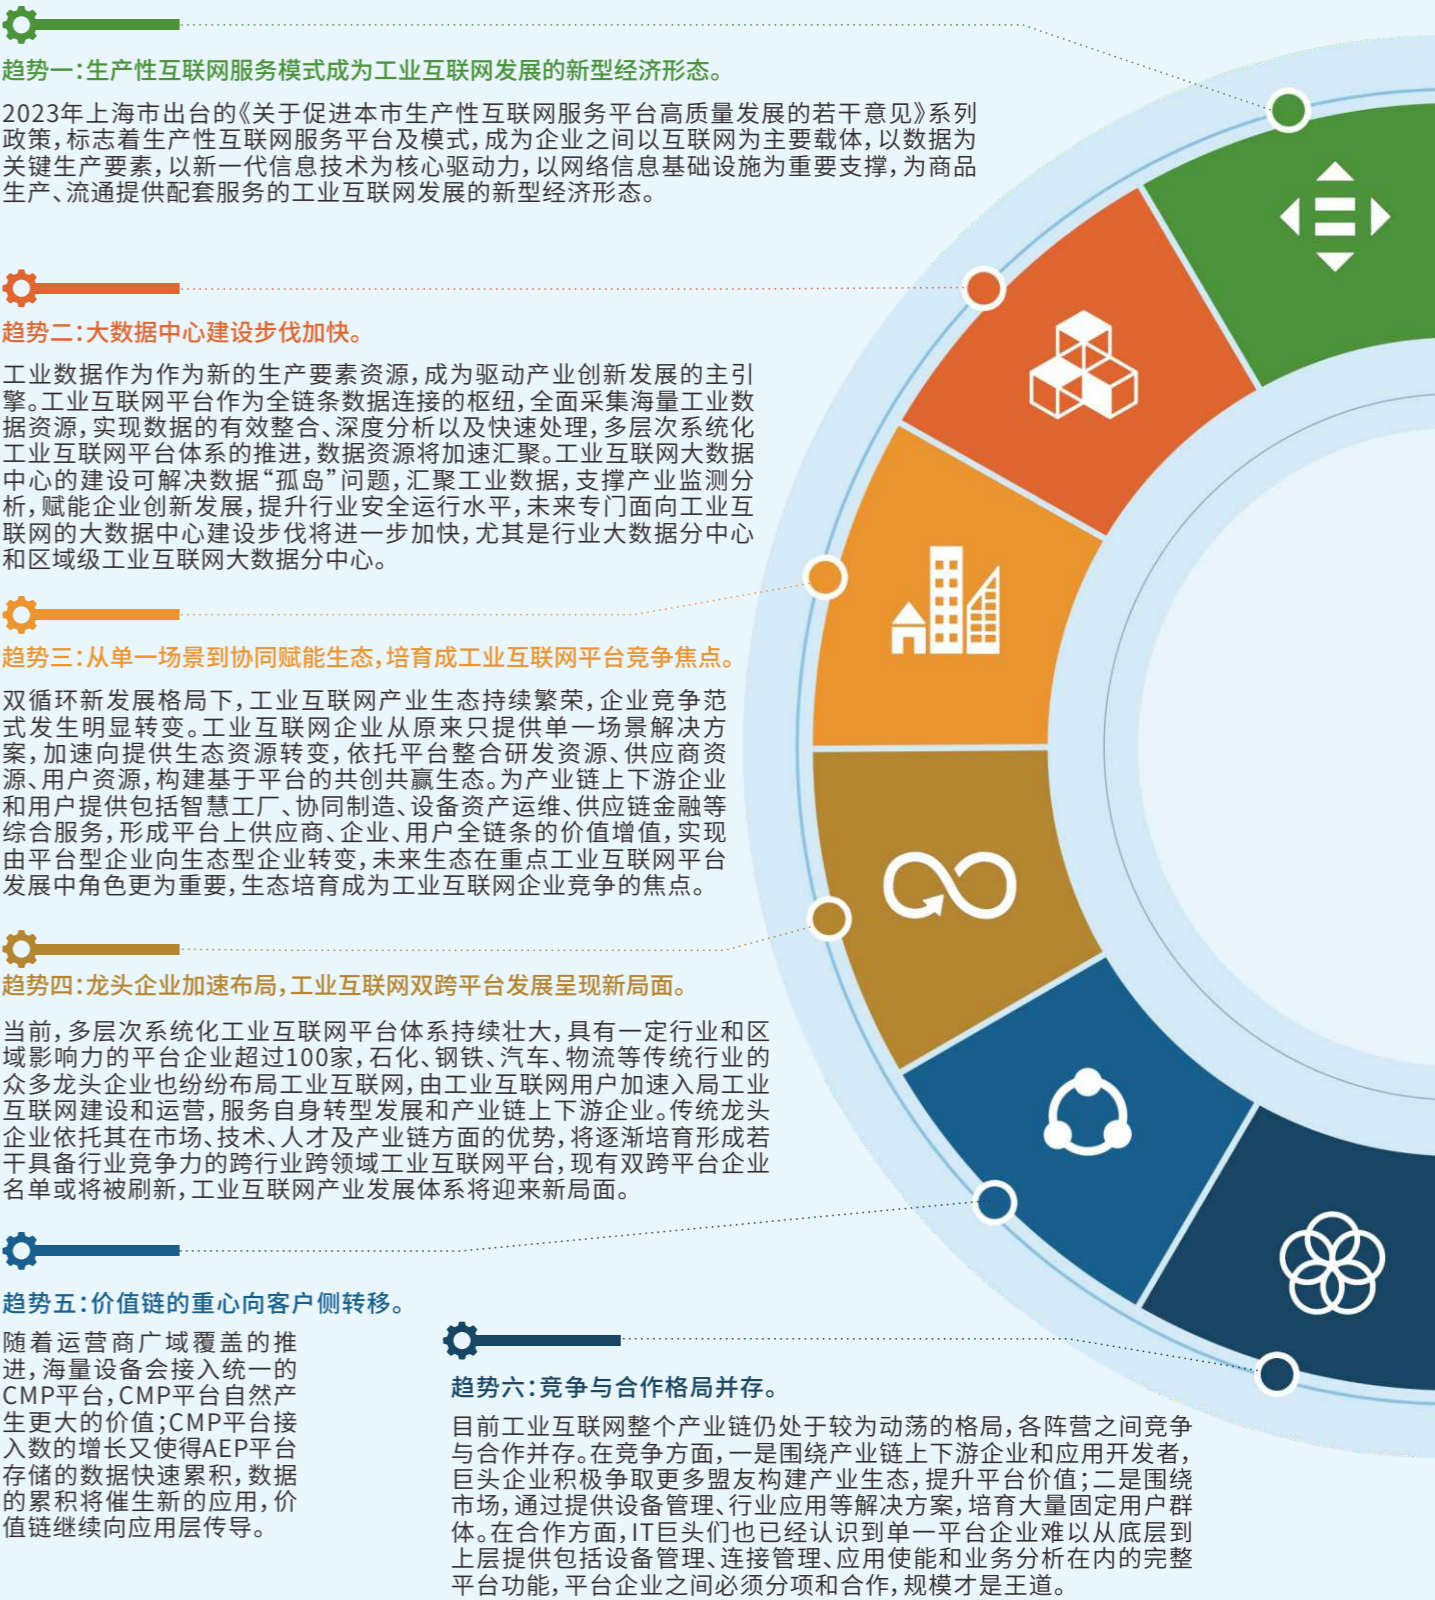 趋势一：生产性互联网服务模式成为工业互联网发展的新型经济形态。
2023年上海市出台的《关于促进本市生产性互联网服务平台高质量发展的若干意见》系列
政策，标志着生产性互联网服务平台及模式，成为企业之间以互联网为主要载体，以数据为
关键生产要素，以新一代信息技术为核心驱动力，以网络信息基础设施为重要支撑，为商品
生产、流通提供配套服务的工业互联网发展的新型经济形态。
趋势二：大数据中心建设步伐加快。
工业数据作为作为新的生产要素资源，成为驱动产业创新发展的主引
擎。工业互联网平台作为全链条数据连接的枢纽，全面采集海量工业数
据资源，实现数据的有效整合、深度分析以及快速处理，多层次系统化
工业互联网平台体系的推进，数据资源将加速汇聚。工业互联网大数据
中心的建设可解决数据“孤岛”问题，汇聚工业数据，支撑产业监测分
析，赋能企业创新发展，提升行业安全运行水平，未来专门面向工业互
联网的大数据中心建设步伐将进一步加快，尤其是行业大数据分中心
和区域级工业互联网大数据分中心。
趋势三：从单一场景到协同赋能生态，培育成工业互联网平台竞争焦点。
双循环新发展格局下，工业互联网产业生态持续繁荣，企业竞争范
式发生明显转变。工业互联网企业从原来只提供单一场景解决方
案，加速向提供生态资源转变，依托平台整合研发资源、供应商资
源、用户资源，构建基于平台的共创共赢生态。为产业链上下游企业
和用户提供包括智慧工厂、协同制造、设备资产运维、供应链金融等
综合服务，形成平台上供应商、企业、用户全链条的价值增值，实现
由平台型企业向生态型企业转变，未来生态在重点工业互联网平台
发展中角色更为重要，生态培育成为工业互联网企业竞争的焦点。
趋势四：龙头企业加速布局，工业互联网双跨平台发展呈现新局面。
当前，多层次系统化工业互联网平台体系持续壮大，具有一定行业和区
域影响力的平台企业超过100家，石化、钢铁、汽车、物流等传统行业的
众多龙头企业也纷纷布局工业互联网，由工业互联网用户加速入局工业
互联网建设和运营，服务自身转型发展和产业链上下游企业。传统龙头
企业依托其在市场、技术、人才及产业链方面的优势，将逐渐培育形成若
干具备行业竞争力的跨行业跨领域工业互联网平台，现有双跨平台企业
名单或将被刷新，工业互联网产业发展体系将迎来新局面。
趋势五：价值链的重心向客户侧转移。
随着运营商广域覆盖的推
进，海量设备会接入统一的
CMP平台，CMP平台自然产
生更大的价值；CMP平台接
入数的增长又使得AEP平台
存储的数据快速累积，数据
的累积将催生新的应用，价
值链继续向应用层传导。
趋势六：竞争与合作格局并存。
目前工业互联网整个产业链仍处于较为动荡的格局，各阵营之间竞争
与合作并存。在竞争方面，一是围绕产业链上下游企业和应用开发者，
巨头企业积极争取更多盟友构建产业生态，提升平台价值；二是围绕
市场，通过提供设备管理、行业应用等解决方案，培育大量固定用户群
体。在合作方面，IT巨头们也已经认识到单一平台企业难以从底层到
上层提供包括设备管理、连接管理、应用使能和业务分析在内的完整
平台功能，平台企业之间必须分项和合作，规模才是王道。